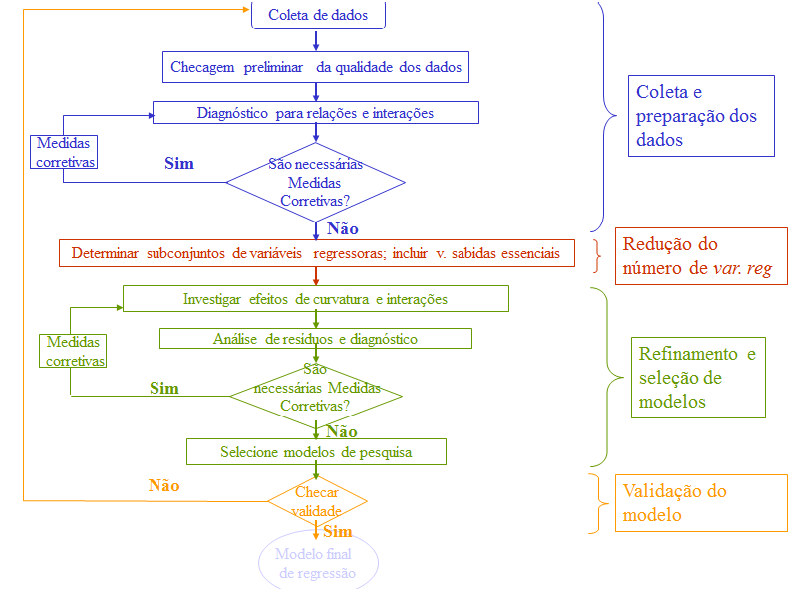 Coleta de dados
Checagem preliminar da qualidade dos dados
Diagnóstico para relações e interações
Medidas
corretivas
Sim
São necessárias
Medidas
Corretivas?
Não
Coleta e
preparação dos
dados
Determinar subconjuntos de variáveis regressoras; incluir v. sabidas essenciais
Redução do
número de var. reg
Investigar efeitos de curvatura e interações
Análise de resíduos e diagnóstico
Medidas
corretivas
Sim
São
necessárias Medidas
Corretivas?
Não
Selecione modelos de pesquisa
Refinamento e
seleção de
modelos
Não
Checar
validade
Sim
Validação do
modelo
Modelo final
de regressão